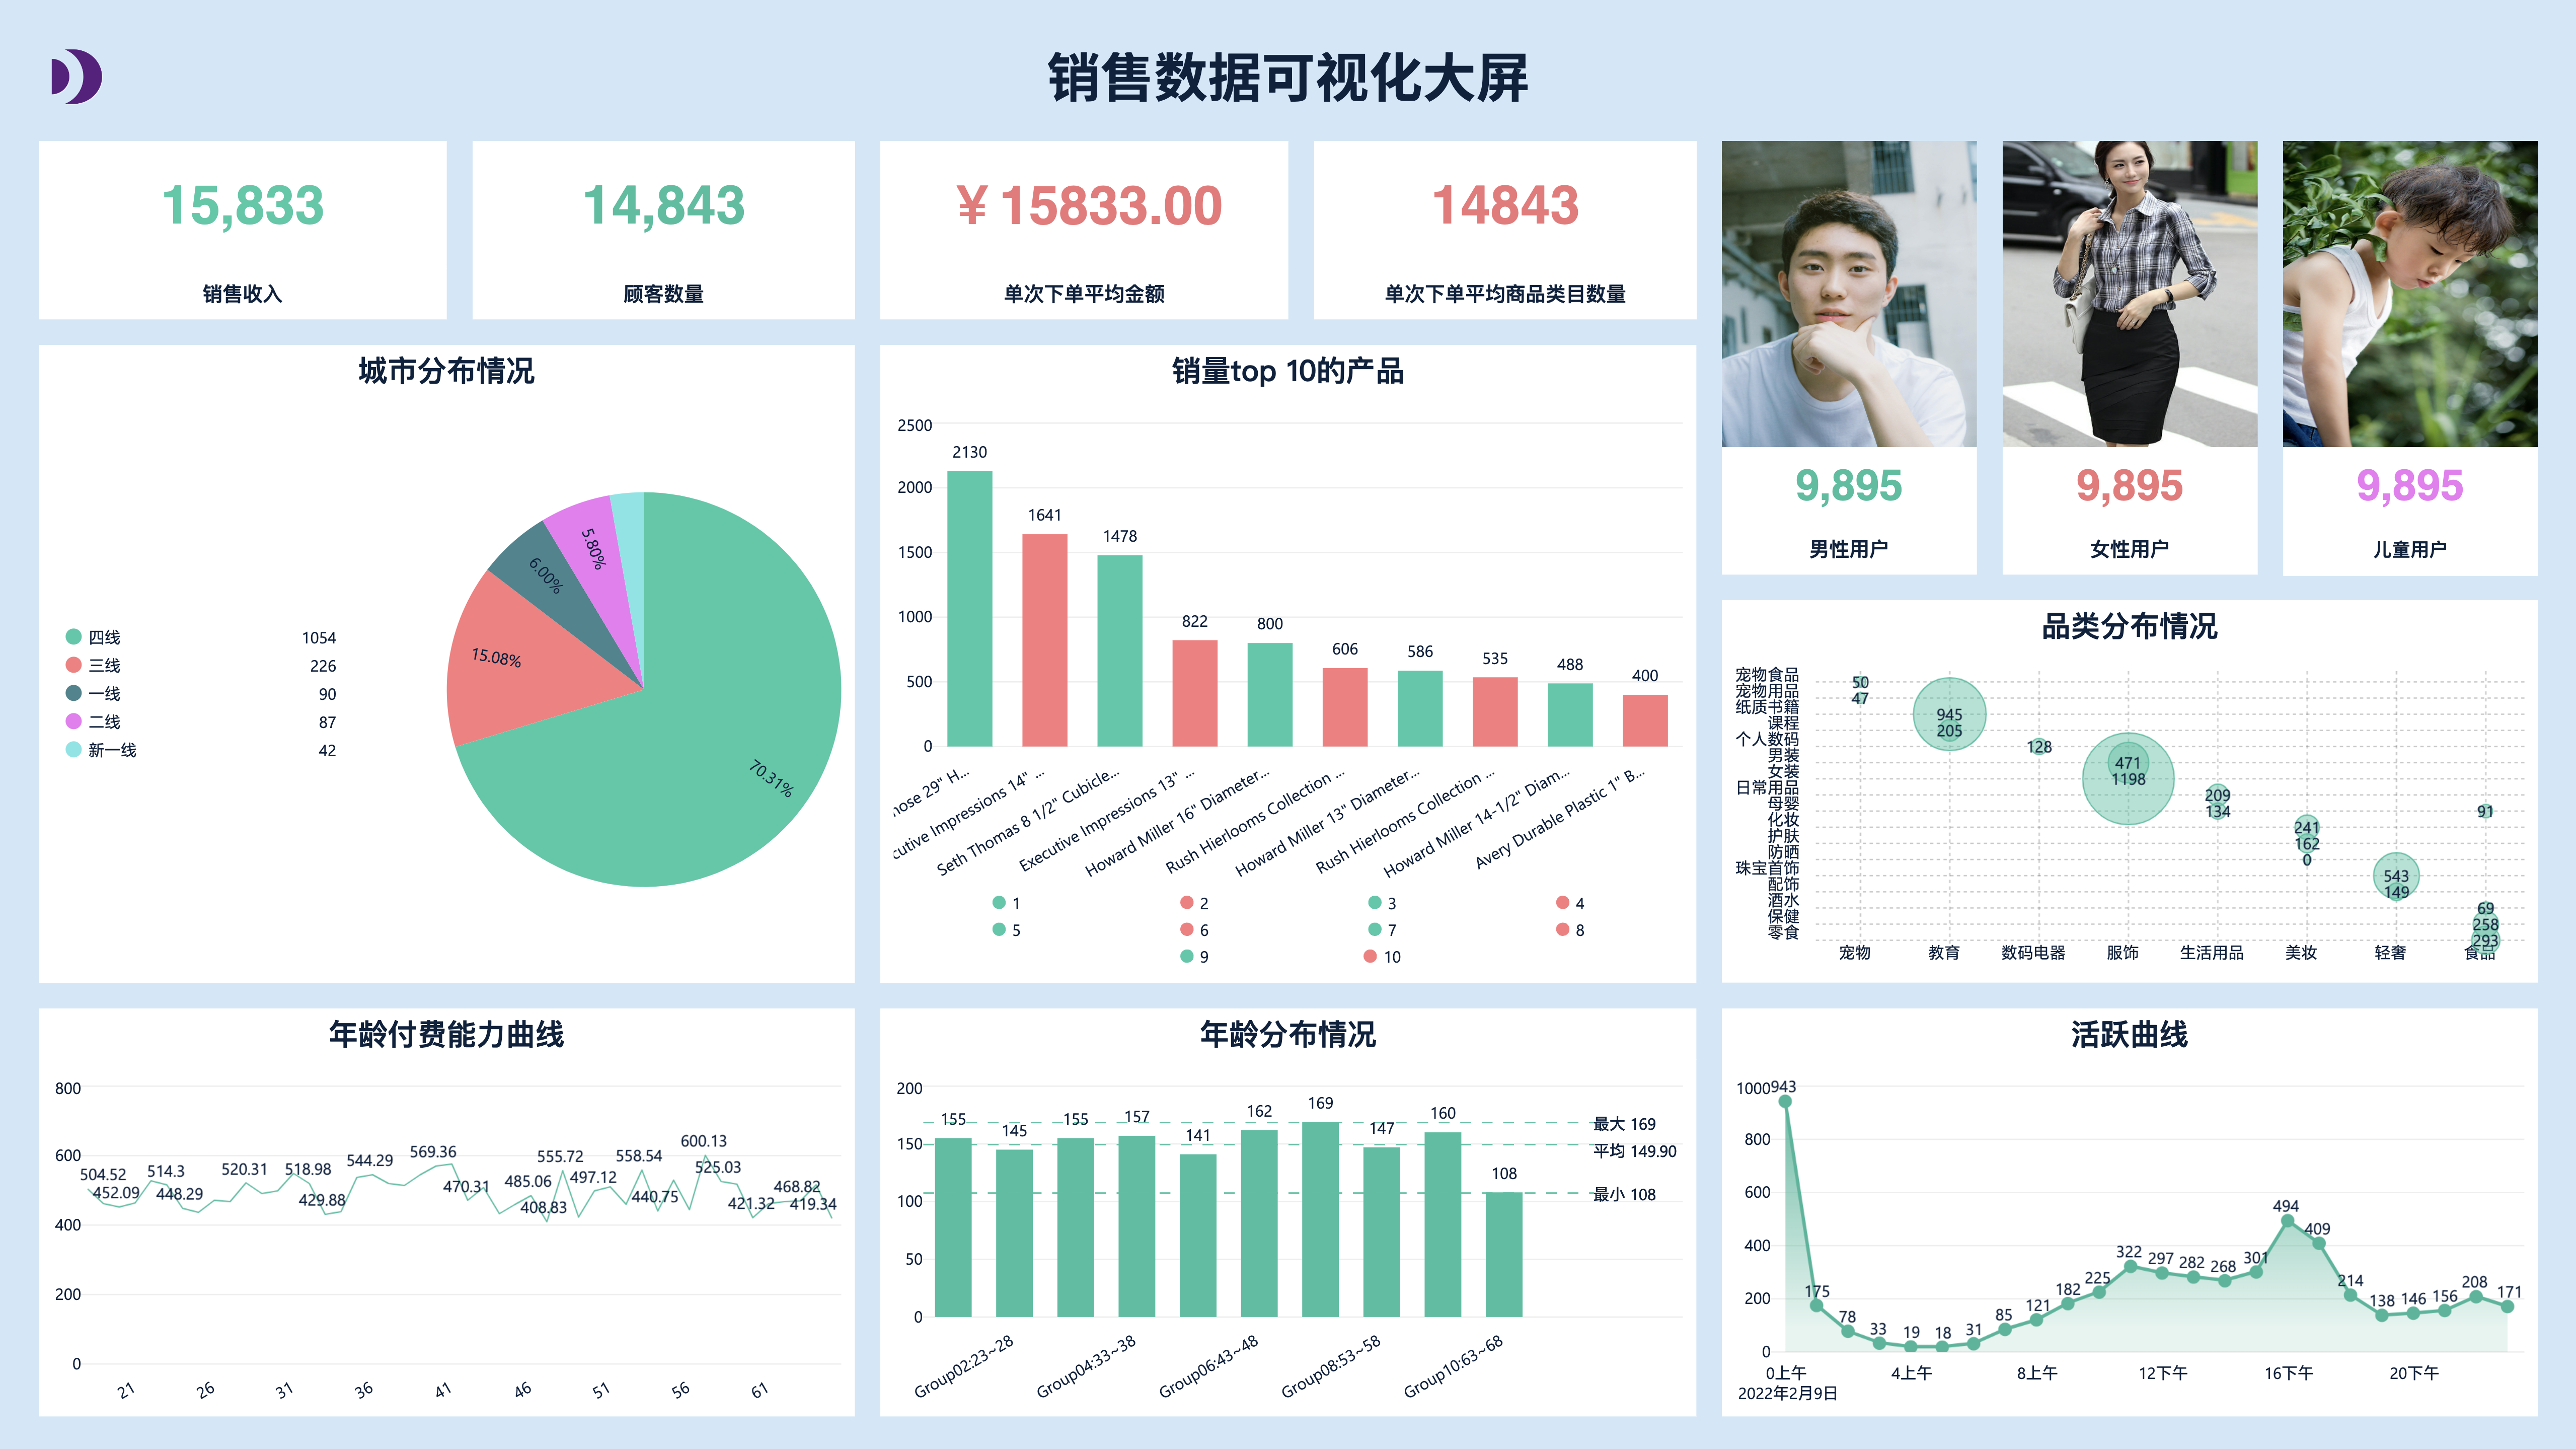 销售数据可视化大屏
15,833
销售收入
14,843
顾客数量
¥ 15833.00
单次下单平均金额
14843
单次下单平均商品类目数量
9,895
男性用户
9,895
女性用户
9,895
儿童用户
城市分布情况
四线 1054
三线 226
一线 90
二线 87
新一线 42
70.31%
15.08%
6.00%
5.80%
销量top 10的产品
2500
2000
1500
1000
500
0
2130
1641
1478
822
800
606
586
535
488
400
29" H...
Impressions 14" ...
Seth Thomas 8 1/2" Cubicle...
Executive Impressions 13" ...
Howard Miller 16" Diameter...
Rush Hierlooms Collection ...
Howard Miller 13" Diameter...
Rush Hierlooms Collection ...
Howard Miller 14-1/2" Diam...
Avery Durable Plastic 1" B...
1 2 3 4
5 6 7 8
9 10
品类分布情况
宠物食品
宠物用品
纸质书籍
课程
个人数码
男装
女装
日常用品
母婴
化妆
护肤
防晒
珠宝首饰
配饰
酒水
保健
零食
50
47
945
205
128
471
1198
209
134
91
241
162
0
543
149
69
258
293
宠物 教育 数码电器 服饰 生活用品 美妆 轻奢 食品
年龄付费能力曲线
800
600
400
200
0
504.52
452.09
514.3
448.29
520.31
518.98
429.88
544.29
569.36
470.31
485.06
408.83
555.72
497.12
558.54
440.75
600.13
525.03
421.32
468.82
419.34
21 26 31 36 41 46 51 56 61
年龄分布情况
200
150
100
50
0
155
145
155
157
141
162
169
147
160
108
最大 169
平均 149.90
最小 108
Group02:23~28
Group04:33~38
Group06:43~48
Group08:53~58
Group10:63~68
活跃曲线
1000
800
600
400
200
0
943
175
78
33
19
18
31
85
121
182
225
322
297
282
268
301
494
409
214
138
146
156
208
171
0上午 4上午 8上午 12下午 16下午 20下午
2022年2月9日